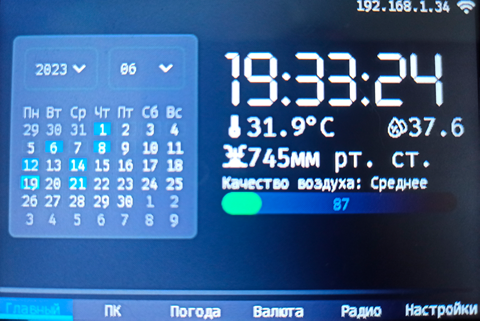 192.168.1.34
2023 06
19:33:24
Пн Вт Ср Чт Пт Сб Вс
29 30 31 1 2 3 4
5 6 7 8 9 10 11
12 13 14 15 16 17 18
19 20 21 22 23 24 25
26 27 28 29 30 1 2
3 4 5 6 7 8 9
31.9°C 37.6
745мм рт. ст.
Качество воздуха: Среднее
87
Главный ПК Погода Валюта Радио Настройки